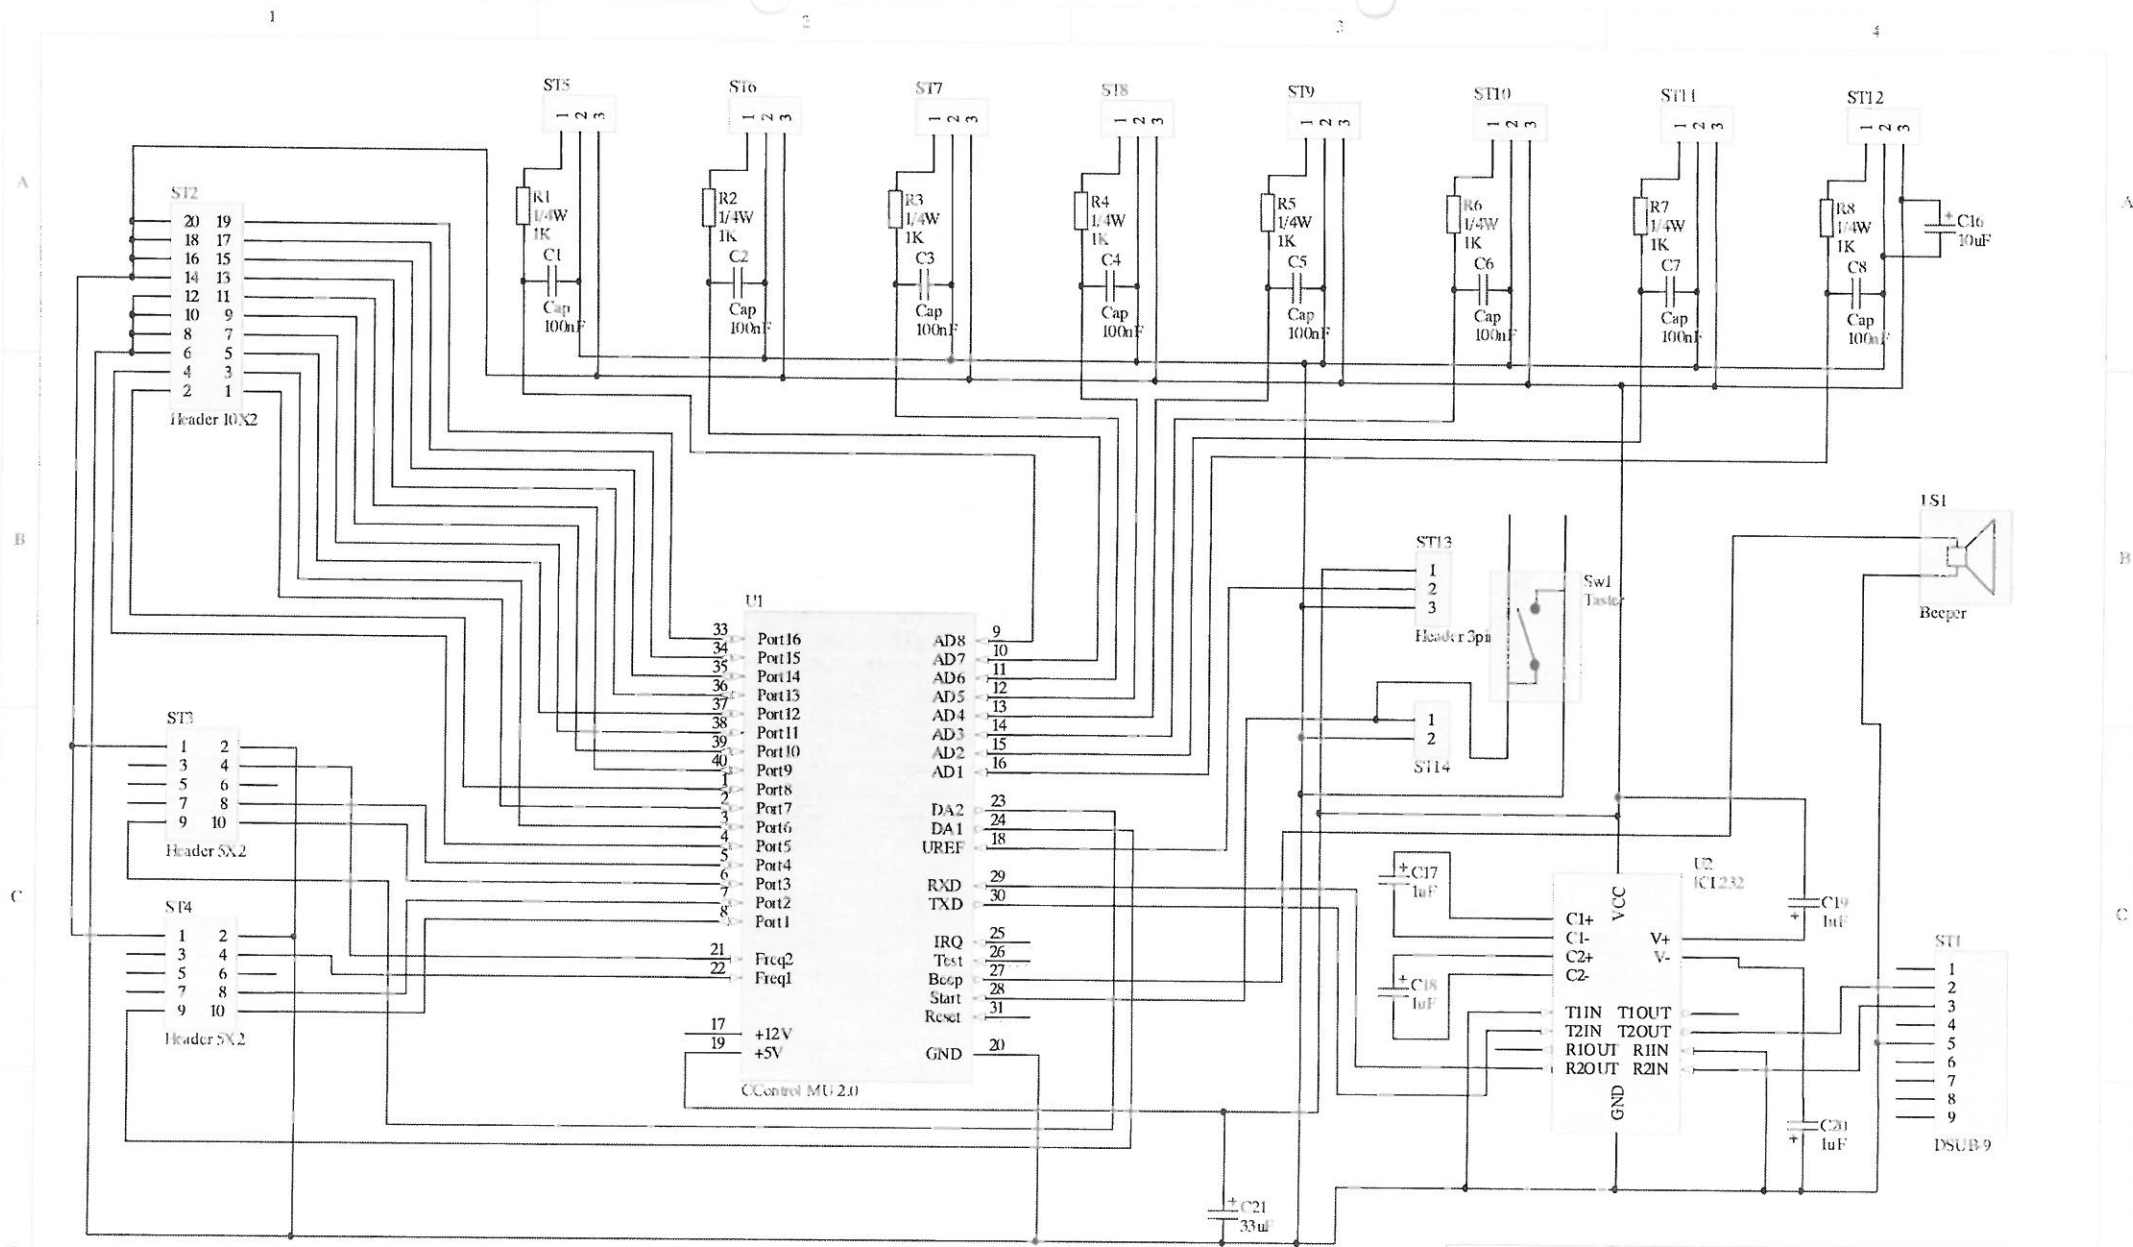 1 2 3 4
A A
B B
C C
ST5
1 2 3
R1
1/4W
1K
C1
Cap
100nF
ST6
1 2 3
R2
1/4W
1K
C2
Cap
100nF
ST7
1 2 3
R3
1/4W
1K
C3
Cap
100nF
ST8
1 2 3
R4
1/4W
1K
C4
Cap
100nF
ST9
1 2 3
R5
1/4W
1K
C5
Cap
100nF
ST10
1 2 3
R6
1/4W
1K
C6
Cap
100nF
ST11
1 2 3
R7
1/4W
1K
C7
Cap
100nF
ST12
1 2 3
R8
1/4W
1K
C8
Cap
100nF
C16
10uF
ST2
20 19
18 17
16 15
14 13
12 11
10 9
8 7
6 5
4 3
2 1
Header 10X2
ST3
1 2
3 4
5 6
7 8
9 10
Header 5X2
ST4
1 2
3 4
5 6
7 8
9 10
Header 5X2
U1
33 Port16
34 Port15
35 Port14
36 Port13
37 Port12
38 Port11
39 Port10
40 Port9
1 Port8
2 Port7
3 Port6
4 Port5
5 Port4
6 Port3
7 Port2
8 Port1
21 Freq2
22 Freq1
17 +12V
19 +5V
AD8 9
AD7 10
AD6 11
AD5 12
AD4 13
AD3 14
AD2 15
AD1 16
DA2 23
DA1 24
UREF 18
RXD 29
TXD 30
IRQ 25
Test 26
Beep 27
Start 28
Reset 31
GND 20
CControl MU 2.0
ST13
1
2
3
Header 3pin
Sw1
Taster
1
2
ST14
LS1
Beeper
C17
1uF
C18
1uF
U2
ICL232
VCC
C1+
C1-
C2+
C2-
V+
V-
T1IN T1OUT
T2IN T2OUT
R1OUT R1IN
R2OUT R2IN
GND
C19
1uF
C20
1uF
C21
33uF
ST1
1
2
3
4
5
6
7
8
9
DSUB-9